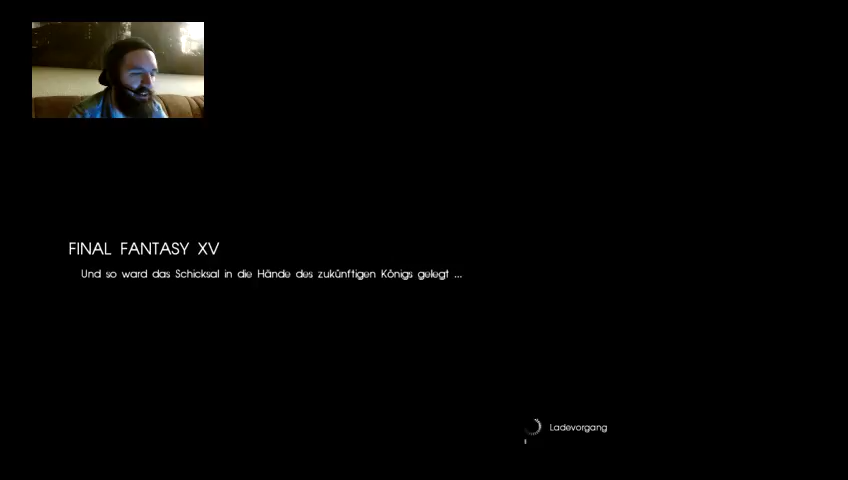 FINAL FANTASY XV
Und so ward das Schicksal in die Hände des zukünftigen Königs gelegt ...
Ladevorgang